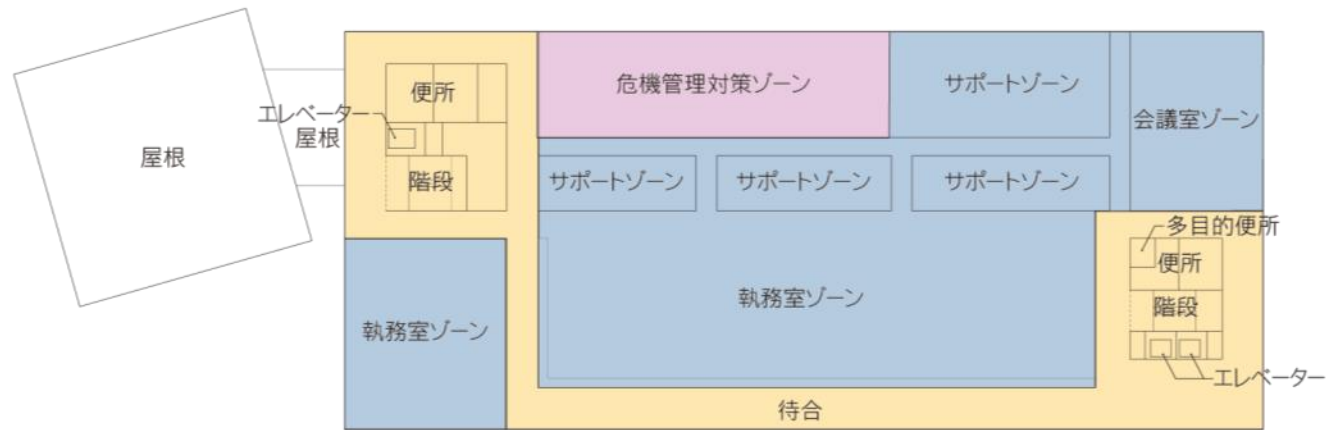 便所
危機管理対策ゾーン
サポートゾーン
エレベーター
会議室ゾーン
屋根
屋根
階段
サポートゾーン
サポートゾーン
サポートゾーン
多目的便所
便所
執務室ゾーン
階段
執務室ゾーン
エレベーター
待合